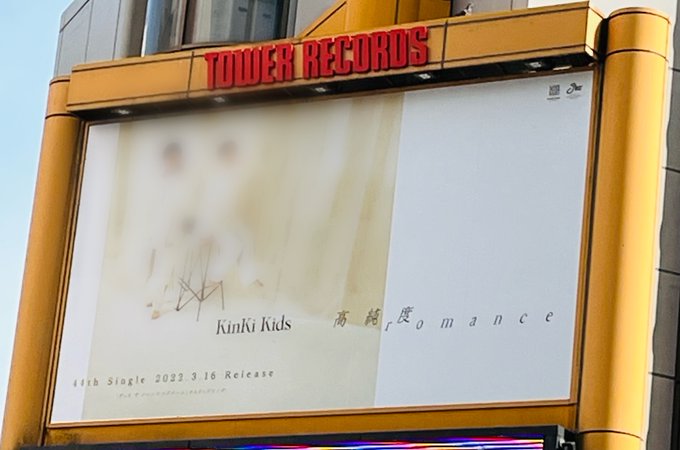 TOWER RECORDS
KinKi Kids
高純度romance
44th Single 2022.3.16 Release